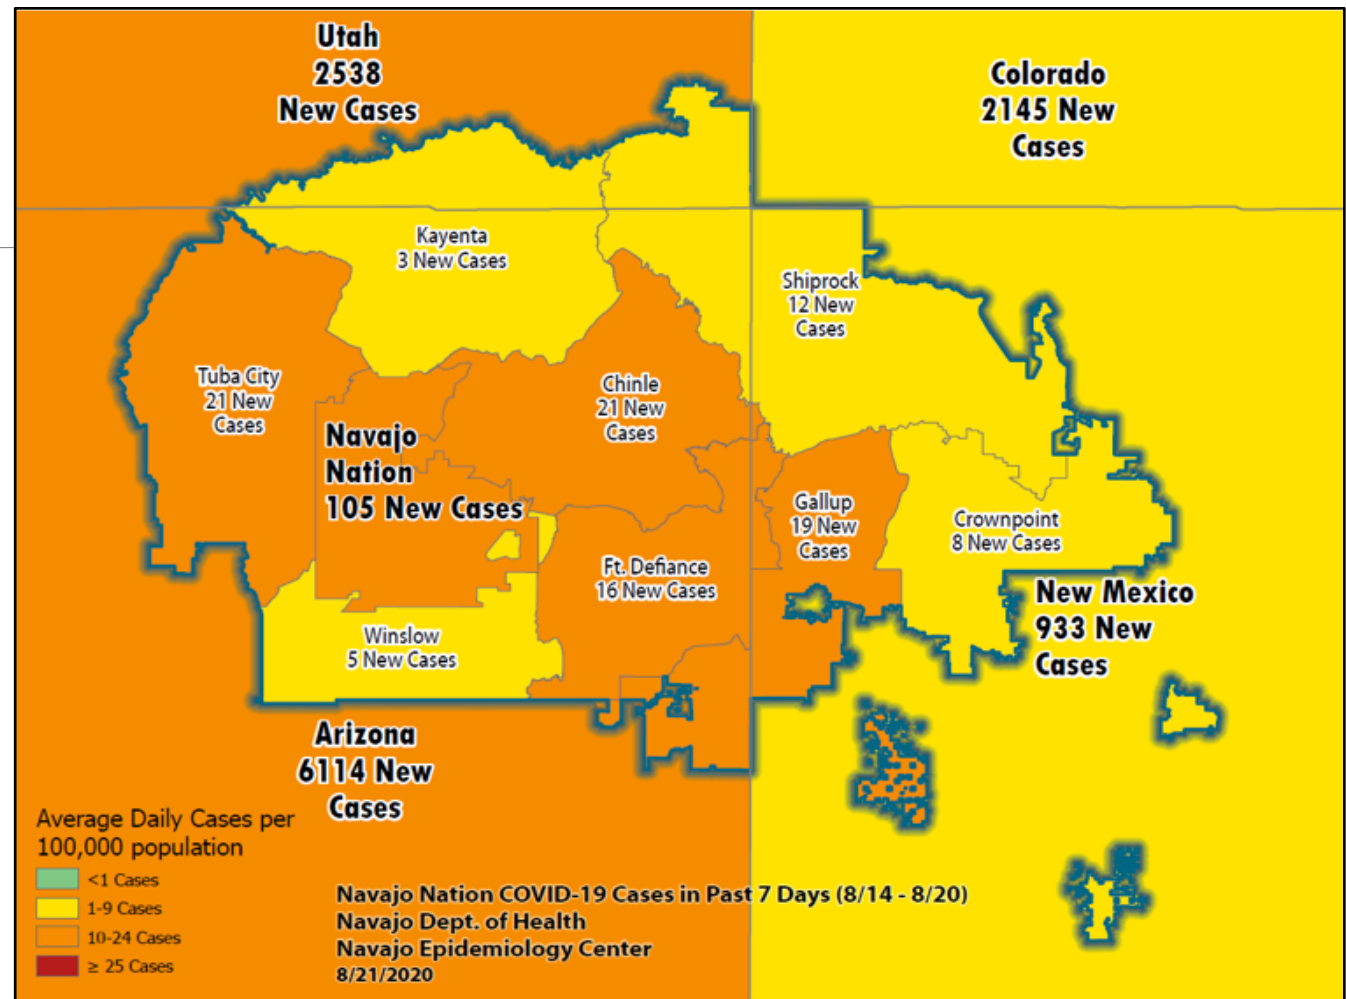 Utah
2538
New Cases
Colorado
2145 New
Cases
Kayenta
3 New Cases
Shiprock
12 New
Cases
Tuba City
21 New
Cases
Chinle
21 New
Cases
Navajo
Nation
105 New Cases
Gallup
19 New
Cases
Crownpoint
8 New Cases
Ft. Defiance
16 New Cases
New Mexico
933 New
Cases
Winslow
5 New Cases
Arizona
6114 New
Cases
Average Daily Cases per
100,000 population
<1 Cases
1-9 Cases
10-24 Cases
≥ 25 Cases
Navajo Nation COVID-19 Cases in Past 7 Days (8/14 - 8/20)
Navajo Dept. of Health
Navajo Epidemiology Center
8/21/2020